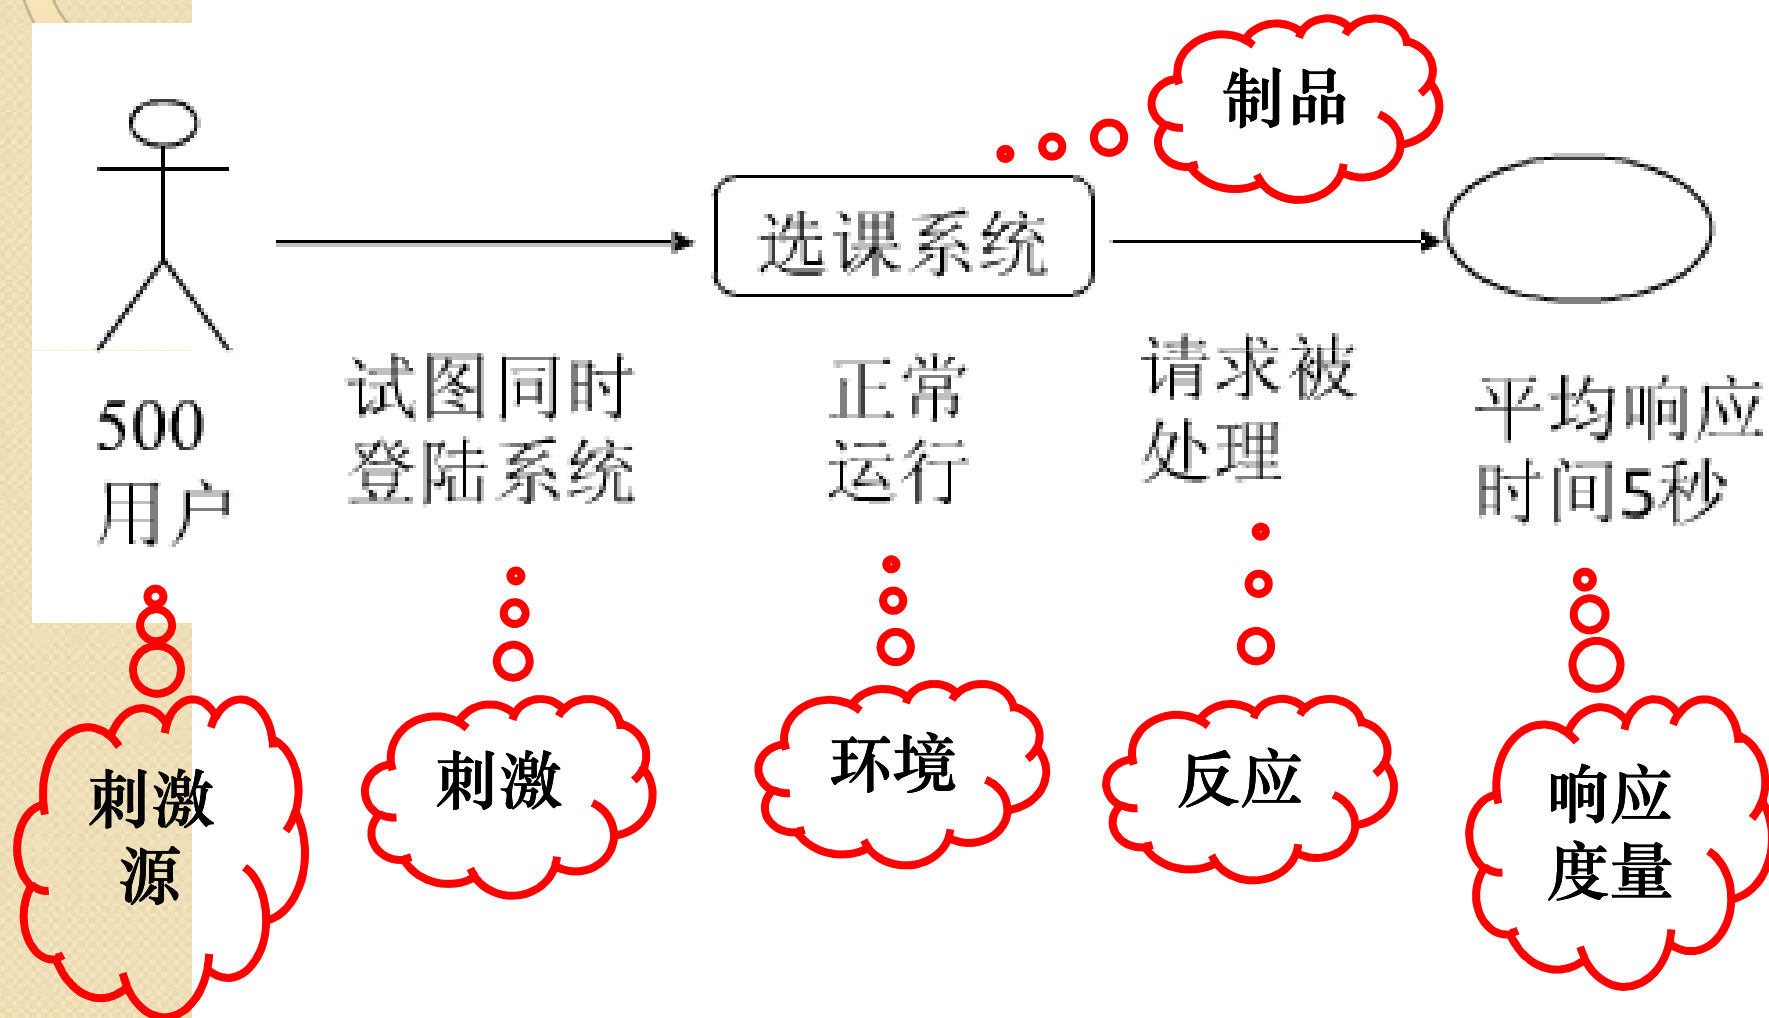 制品
选课系统
500
用户
试图同时
登陆系统
正常
运行
请求被
处理
平均响应
时间5秒
刺激
源
刺激
环境
反应
响应
度量